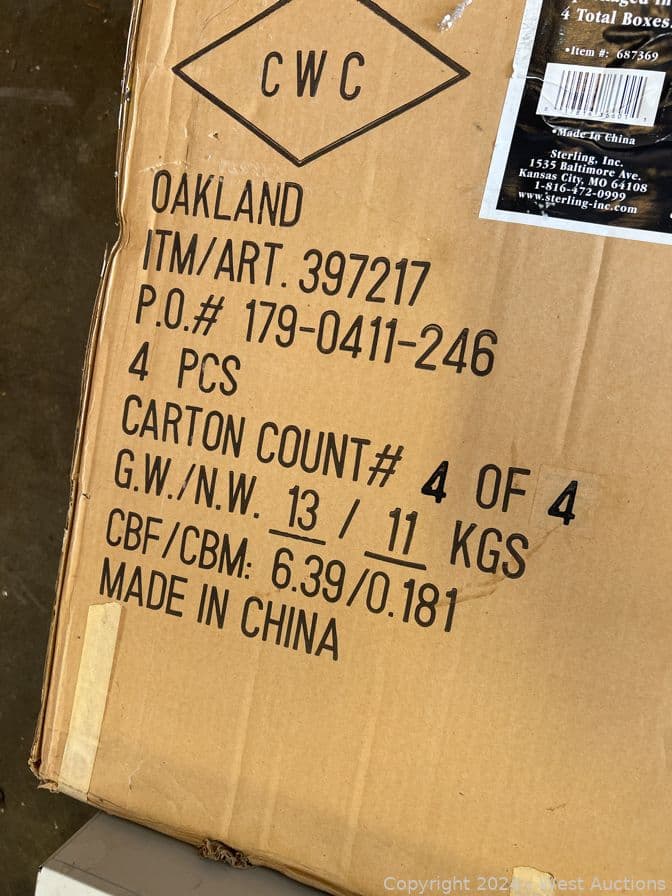 C W C
OAKLAND
ITM/ART. 397217
P.O.# 179-0411-246
4 PCS
CARTON COUNT# 4 OF 4
G.W./N.W. 13 / 11 KGS
CBF/CBM: 6.39/0.181
MADE IN CHINA
4 Total Boxes.
•Item #: 687369
•Made In China
Sterling, Inc.
1535 Baltimore Ave.
Kansas City, MO 64108
1-816-472-0999
www.sterling-inc.com
Copyright 2024 - West Auctions